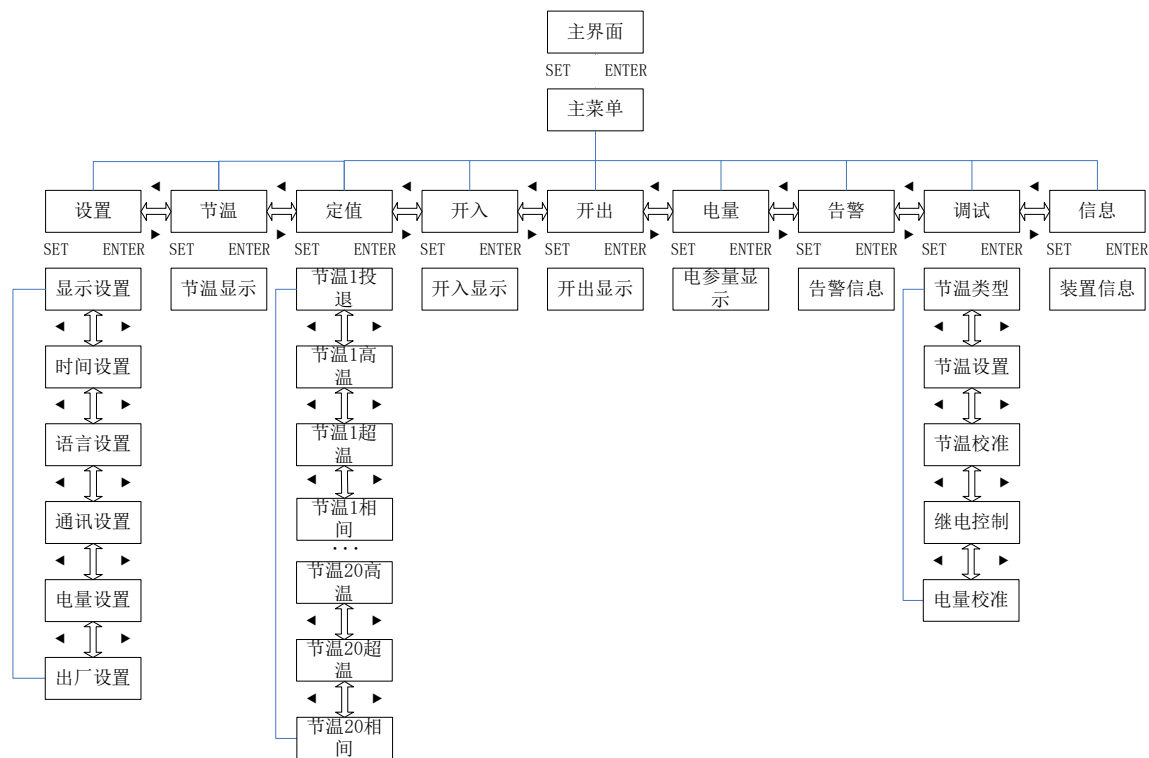 主界面
SET ENTER
主菜单
设置 节温 定值 开入 开出 电量 告警 调试 信息
SET ENTER SET ENTER SET ENTER SET ENTER SET ENTER SET ENTER SET ENTER SET ENTER SET ENTER
显示设置
时间设置
语言设置
通讯设置
电量设置
出厂设置
节温显示
节温1投
退
节温1高
温
节温1超
温
节温1相
间
...
节温20高
温
节温20超
温
节温20相
间
开入显示
开出显示
电参量显
示
告警信息
节温类型
节温设置
节温校准
继电控制
电量校准
装置信息